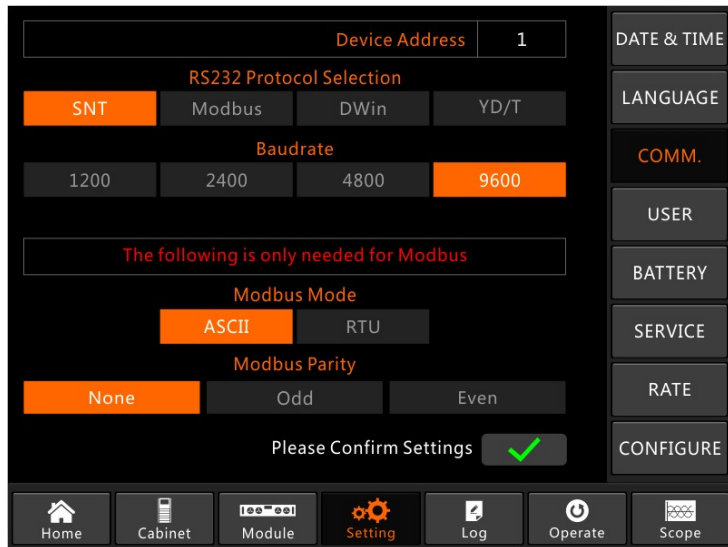 Device Address 1
RS232 Protocol Selection
SNT Modbus DWin YD/T
Baudrate
1200 2400 4800 9600
The following is only needed for Modbus
Modbus Mode
ASCII RTU
Modbus Parity
None Odd Even
Please Confirm Settings
DATE & TIME
LANGUAGE
COMM.
USER
BATTERY
SERVICE
RATE
CONFIGURE
Home Cabinet Module Setting Log Operate Scope